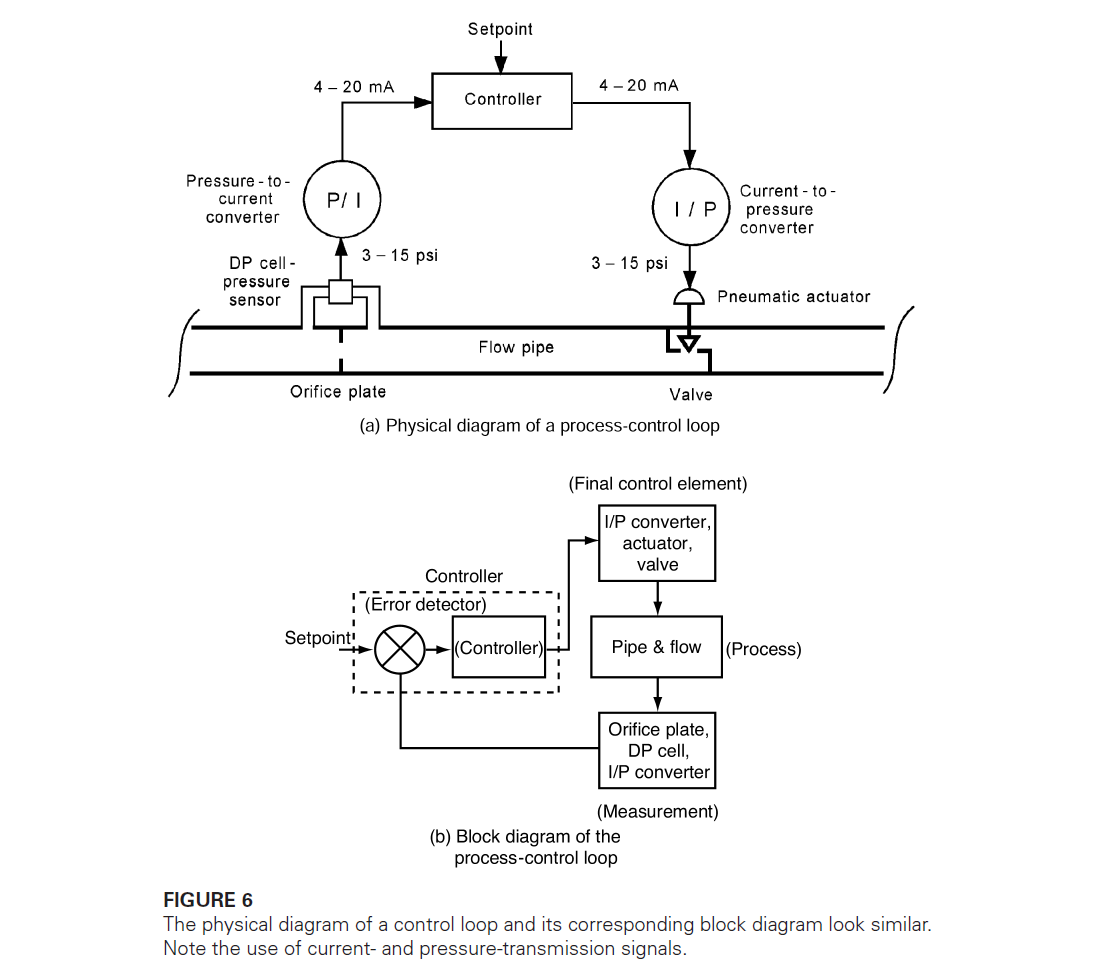 Setpoint
4 – 20 mA
Controller
4 – 20 mA
Pressure - to -
current
converter
P/ I
I / P
Current - to -
pressure
converter
3 – 15 psi
DP cell -
pressure
sensor
3 – 15 psi
Pneumatic actuator
Flow pipe
Orifice plate
Valve
(a) Physical diagram of a process-control loop
(Final control element)
I/P converter,
actuator,
valve
Controller
(Error detector)
Setpoint
(Controller)
Pipe & flow
(Process)
Orifice plate,
DP cell,
I/P converter
(Measurement)
(b) Block diagram of the
process-control loop
FIGURE 6
The physical diagram of a control loop and its corresponding block diagram look similar.
Note the use of current- and pressure-transmission signals.